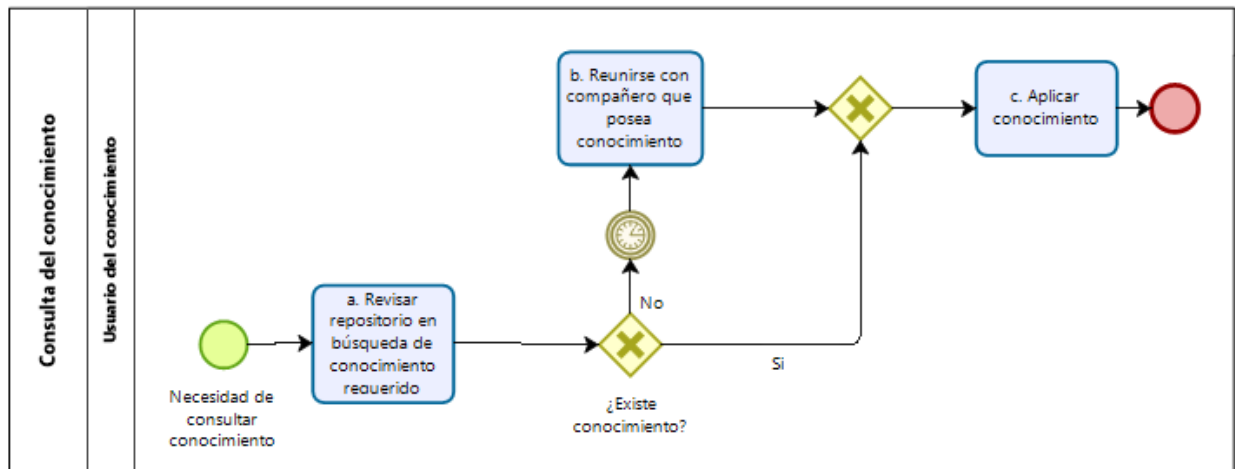 Consulta del conocimiento
Usuario del conocimiento
Necesidad de
consultar
conocimiento
a. Revisar
repositorio en
búsqueda de
conocimiento
requerido
¿Existe
conocimiento?
No
Si
b. Reunirse con
compañero que
posea
conocimiento
c. Aplicar
conocimiento